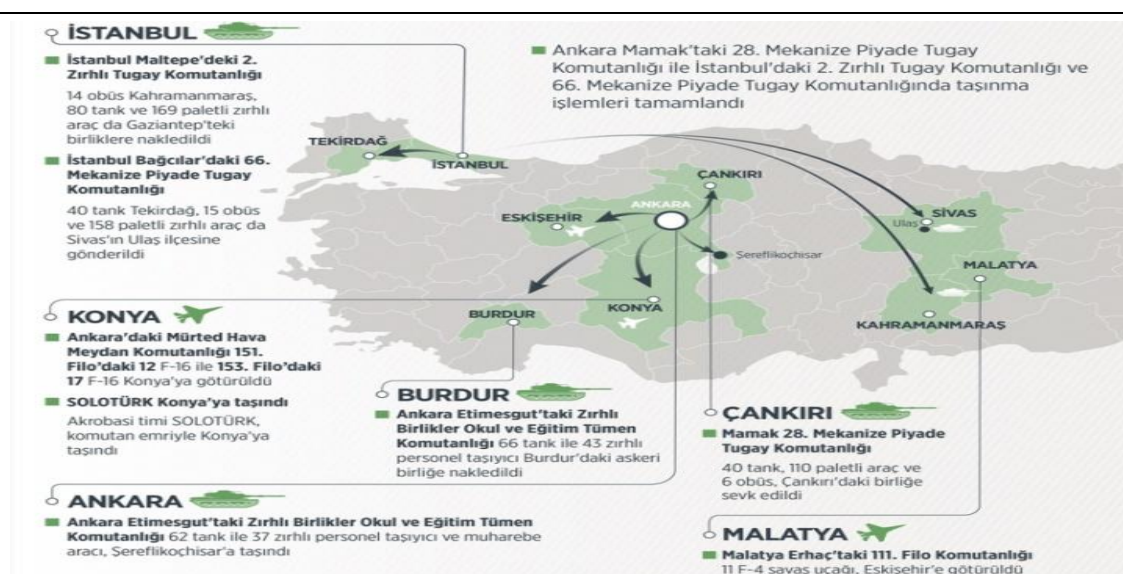 İSTANBUL
İstanbul Maltepe'deki 2.
Zırhlı Tugay Komutanlığı
14 obüs Kahramanmaraş,
80 tank ve 169 paletli zırhlı
araç da Gaziantep'teki
birliklere nakledildi
İstanbul Bağcılar'daki 66.
Mekanize Piyade Tugay
Komutanlığı
40 tank Tekirdağ, 15 obüs
ve 158 paletli zırhlı araç da
Sivas'ın Ulaş ilçesine
gönderildi
Ankara Mamak'taki 28. Mekanize Piyade Tugay
Komutanlığı ile İstanbul'daki 2. Zırhlı Tugay Komutanlığı ve
66. Mekanize Piyade Tugay Komutanlığında taşınma
işlemleri tamamlandı
TEKİRDAĞ
İSTANBUL
ÇANKIRI
ANKARA
ESKİŞEHİR
SİVAS
Ulaş
Şereflikoçhisar
MALATYA
KONYA
BURDUR
KAHRAMANMARAŞ
KONYA
Ankara'daki Mürted Hava
Meydan Komutanlığı 151.
Filo'daki 12 F-16 ile 153. Filo'daki
17 F-16 Konya'ya götürüldü
SOLOTÜRK Konya'ya taşındı
Akrobasi timi SOLOTÜRK,
komutan emriyle Konya'ya
taşındı
BURDUR
Ankara Etimesgut'taki Zırhlı
Birlikler Okul ve Eğitim Tümen
Komutanlığı 66 tank ile 43 zırhlı
personel taşıyıcı Burdur'daki askeri
birliğe nakledildi
ÇANKIRI
Mamak 28. Mekanize Piyade
Tugay Komutanlığı
40 tank, 110 paletli araç ve
6 obüs, Çankırı'daki birliğe
sevk edildi
ANKARA
Ankara Etimesgut'taki Zırhlı Birlikler Okul ve Eğitim Tümen
Komutanlığı 62 tank ile 37 zırhlı personel taşıyıcı ve muharebe
aracı, Şereflikoçhisar'a taşındı
MALATYA
Malatya Erhaç'taki 111. Filo Komutanlığı
11 F-4 savaş uçağı, Eskişehir'e götürüldü